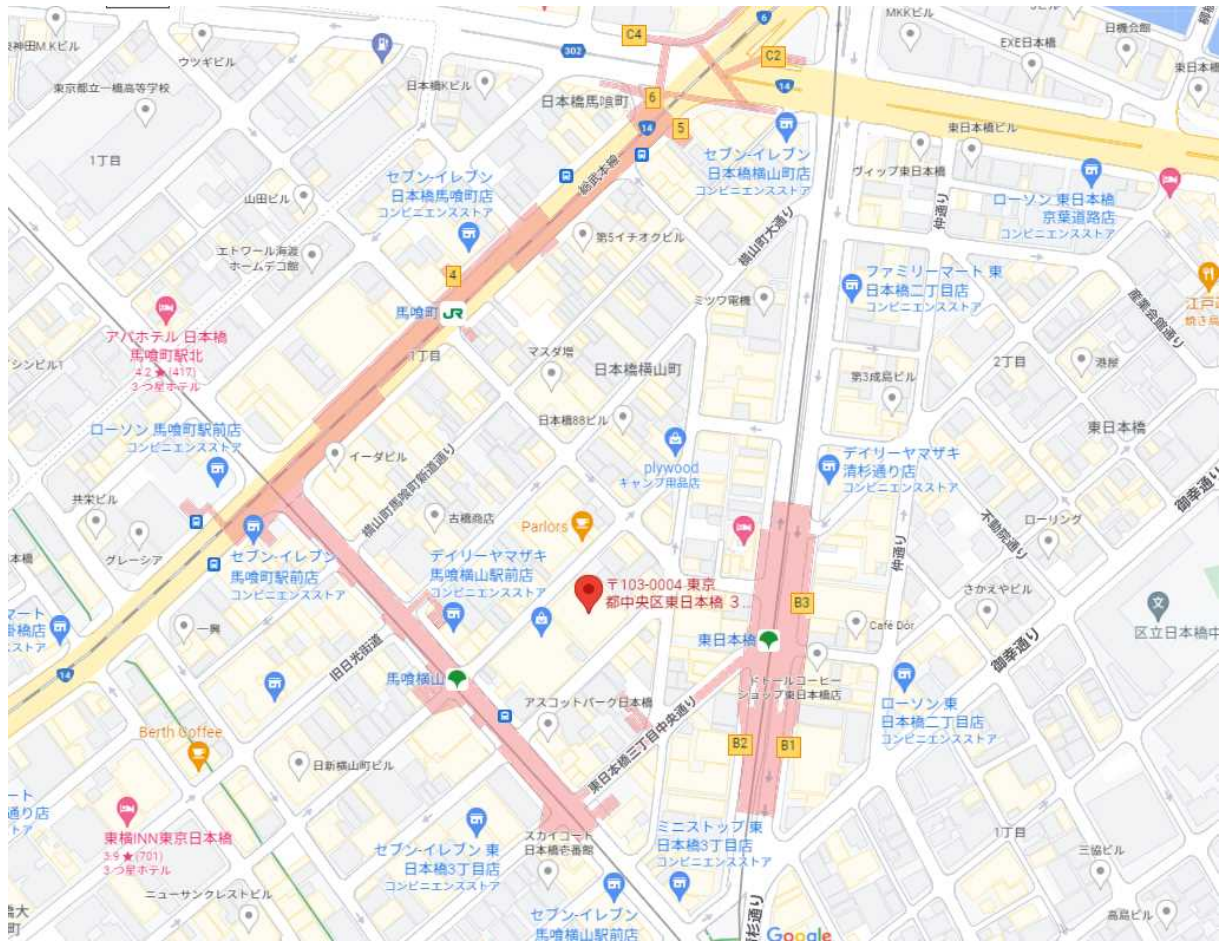 C4
6
MKKビル
日機会館
EXE日本橋
ウツギビル
302
C2
14
東日本橋
東京都立一橋高等学校
日本橋Kビル
日本橋馬喰町
6
5
14
東日本橋ビル
1丁目
セブン-イレブン
日本橋馬喰町店
コンビニエンスストア
総武本線
セブン-イレブン
日本橋横山町店
コンビニエンスストア
ヴィップ東日本橋
ローソン 東日本橋
京葉道路店
コンビニエンスストア
仲通り
山田ビル
第5イチオクビル
横山町大通り
エトワール海渡
ホームデコ館
4
ファミリーマート 東
日本橋二丁目店
コンビニエンスストア
産業会館通り
馬喰町
JR
ミツワ電機
アパホテル 日本橋
馬喰町駅北
4.2 ★ (417)
3 つ星ホテル
1丁目
マスダ増
日本橋横山町
2丁目
港屋
第3成島ビル
日本橋88ビル
東日本橋
ローソン 馬喰町駅前店
コンビニエンスストア
イーダビル
横山町馬喰町新道通り
plywood
キャンプ用品店
デイリーヤマザキ
清杉通り店
コンビニエンスストア
御幸通り
共栄ビル
古橋商店
Parlors
不動院通り
ローリング
グレーシア
セブン-イレブン
馬喰町駅前店
コンビニエンスストア
デイリーヤマザキ
馬喰横山駅前店
コンビニエンスストア
仲通り
〒103-0004 東京
都中央区東日本橋 3...
B3
さかえやビル
一興
旧日光街道
東日本橋
Café Dór
御幸通り
区立日本橋中
14
馬喰横山
アスコットパーク日本橋
ドトールコーヒー
ショップ東日本橋店
ローソン 東
日本橋二丁目店
コンビニエンスストア
Berth Coffee
東日本橋三丁目中央通り
B2
B1
日新横山町ビル
東横INN東京日本橋
3.9 ★ (701)
3 つ星ホテル
セブン-イレブン 東
日本橋3丁目店
コンビニエンスストア
スカイコート
日本橋壱番館
ミニストップ 東
日本橋3丁目店
コンビニエンスストア
1丁目
三協ビル
ニューサンクレストビル
セブン-イレブン
馬喰横山駅前店
清杉通り
高島ビル
Google